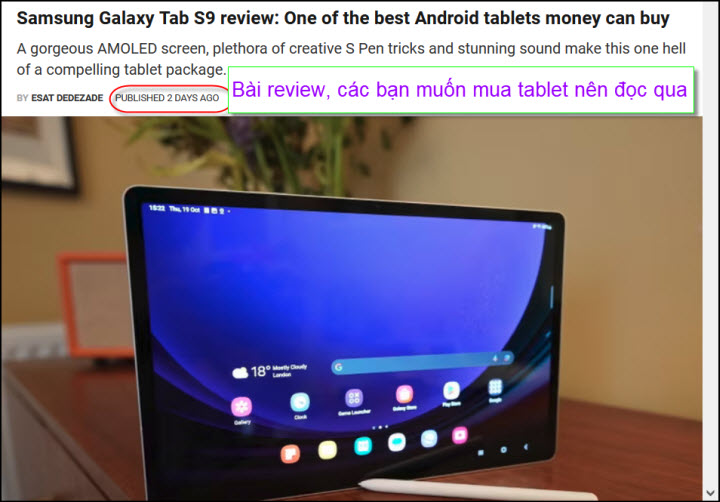 Samsung Galaxy Tab S9 review: One of the best Android tablets money can buy
A gorgeous AMOLED screen, plethora of creative S Pen tricks and stunning sound make this one hell
of a compelling tablet package.
BY ESAT DEDEZADE PUBLISHED 2 DAYS AGO
Bài review, các bạn muốn mua tablet nên đọc qua
15:22 Thu, 19 Oct
18° Mostly Cloudy
London
G
Gallery Clock Game Launcher Galaxy Store Play Store Google